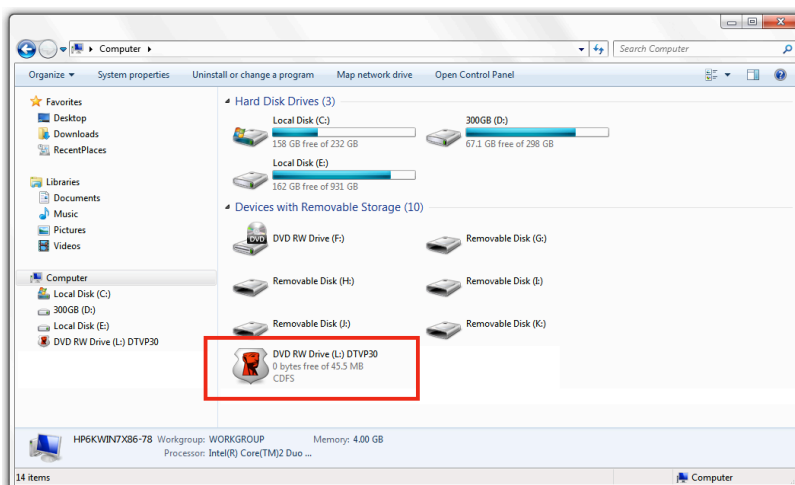 Computer
Search Computer
Organize System properties Uninstall or change a program Map network drive Open Control Panel
Favorites
Desktop
Downloads
RecentPlaces
Libraries
Documents
Music
Pictures
Videos
Computer
Local Disk (C:)
300GB (D:)
Local Disk (E:)
DVD RW Drive (L:) DTVP30
Hard Disk Drives (3)
Local Disk (C:)
158 GB free of 232 GB
300GB (D:)
67.1 GB free of 298 GB
Local Disk (E:)
162 GB free of 931 GB
Devices with Removable Storage (10)
DVD
DVD RW Drive (F:)
Removable Disk (G:)
Removable Disk (H:)
Removable Disk (I:)
Removable Disk (J:)
Removable Disk (K:)
DVD RW Drive (L:) DTVP30
0 bytes free of 45.5 MB
CDFS
HP6KWIN7X86-78 Workgroup: WORKGROUP Memory: 4.00 GB
Processor: Intel(R) Core(TM)2 Duo ...
14 items
Computer